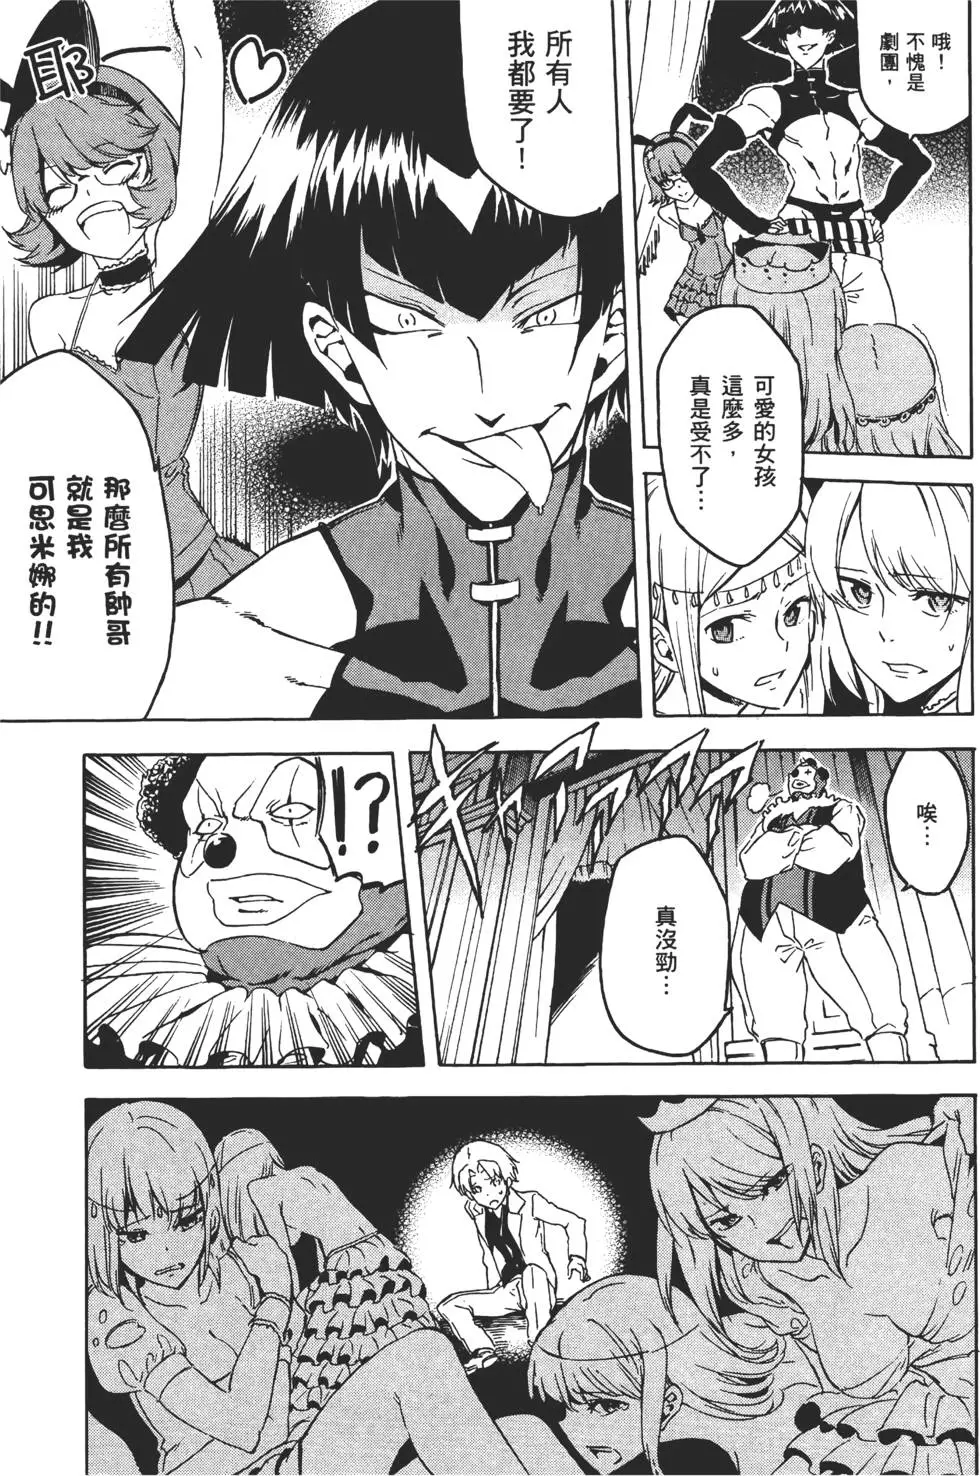 哦！
不愧是
劇團，
可愛的女孩
這麼多，
真是受不了…
所有人
我都要了！
耶
那麼所有帥哥
就是我
可思米娜的!!
唉…
真沒勁…
!?